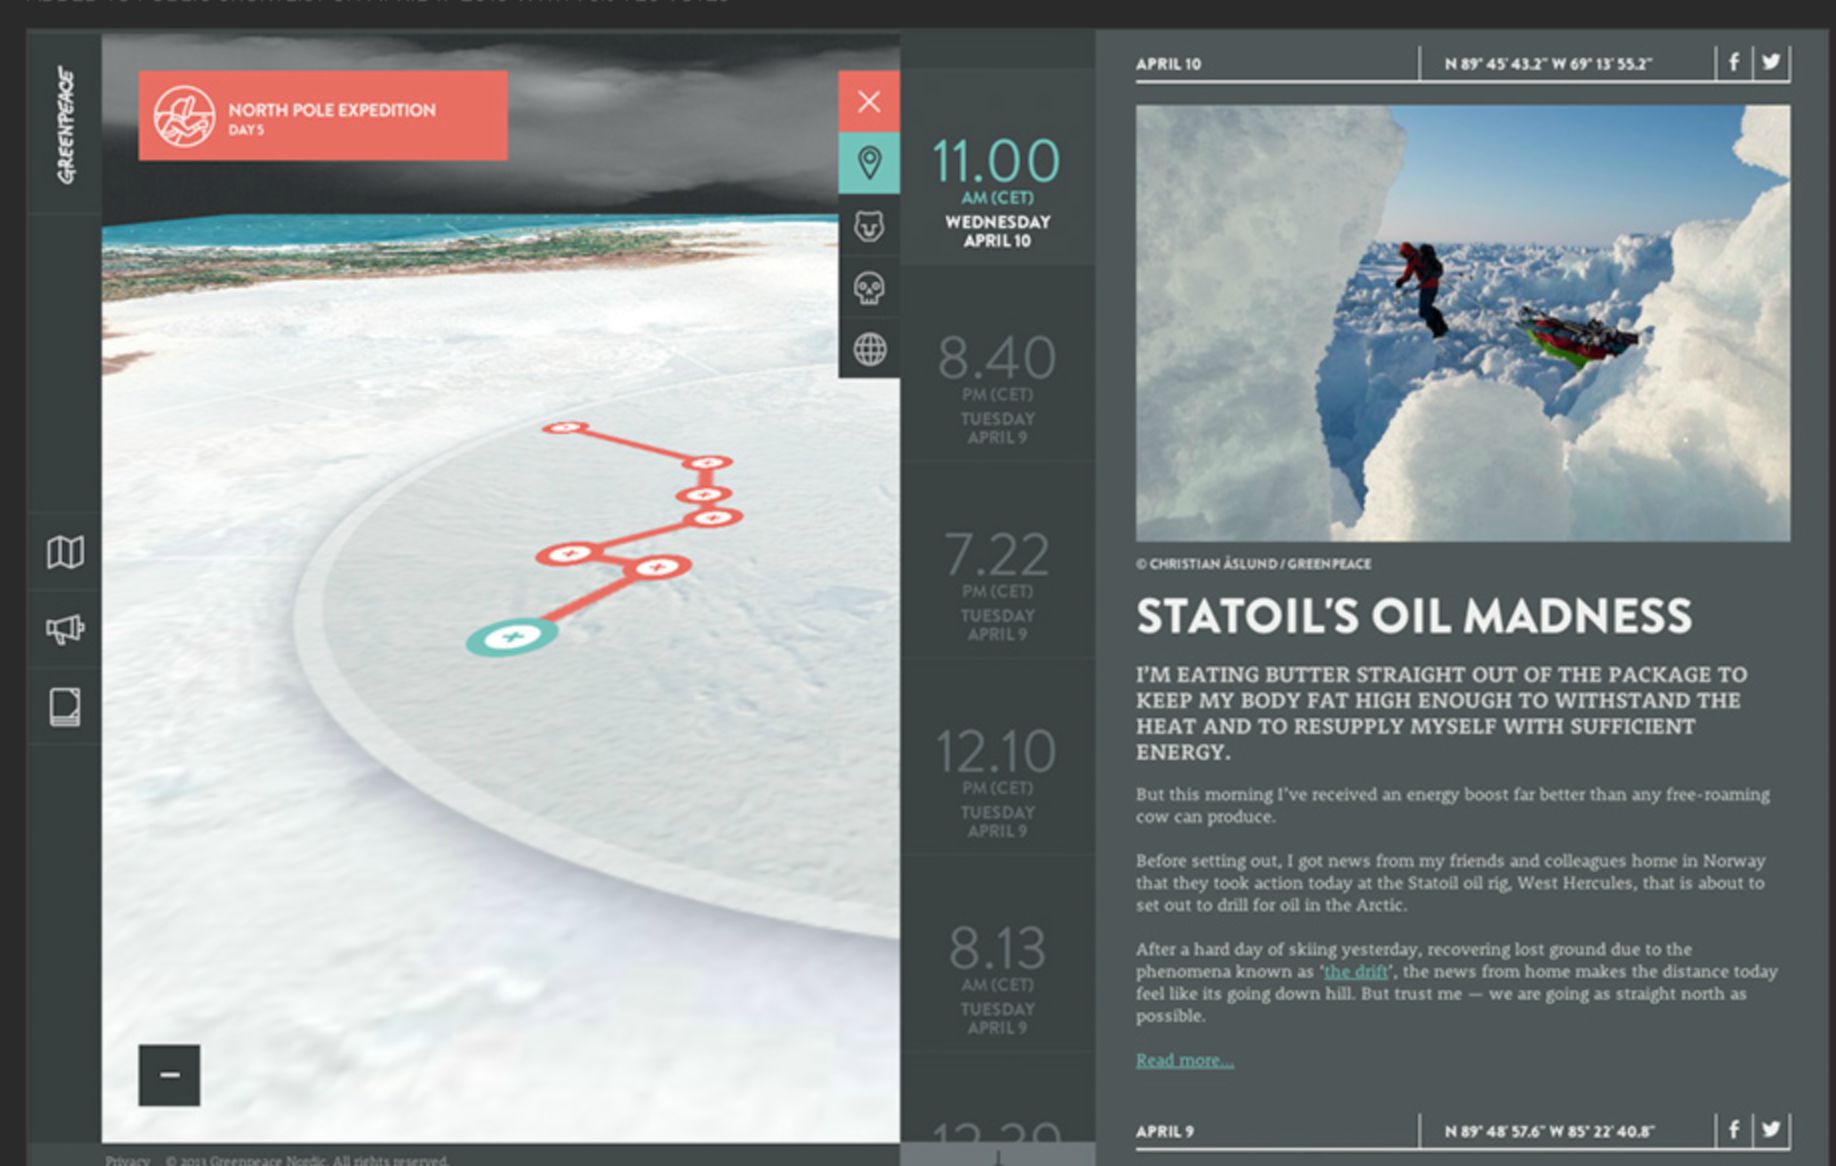 GREENPEACE
NORTH POLE EXPEDITION
DAY 5
11.00
AM (CET)
WEDNESDAY
APRIL 10
8.40
PM (CET)
TUESDAY
APRIL 9
7.22
PM (CET)
TUESDAY
APRIL 9
12.10
PM (CET)
TUESDAY
APRIL 9
8.13
AM (CET)
TUESDAY
APRIL 9
APRIL 10
N 89° 45' 43.2" W 69° 13' 55.2"
© CHRISTIAN ÅSLUND / GREENPEACE
STATOIL'S OIL MADNESS
I'M EATING BUTTER STRAIGHT OUT OF THE PACKAGE TO
KEEP MY BODY FAT HIGH ENOUGH TO WITHSTAND THE
HEAT AND TO RESUPPLY MYSELF WITH SUFFICIENT
ENERGY.
But this morning I've received an energy boost far better than any free-roaming
cow can produce.
Before setting out, I got news from my friends and colleagues home in Norway
that they took action today at the Statoil oil rig, West Hercules, that is about to
set out to drill for oil in the Arctic.
After a hard day of skiing yesterday, recovering lost ground due to the
phenomena known as 'the drift', the news from home makes the distance today
feel like its going down hill. But trust me — we are going as straight north as
possible.
Read more...
APRIL 9
N 89° 48' 57.6" W 85° 22' 40.8"
Privacy © 2013 Greenpeace Nordic. All rights reserved.